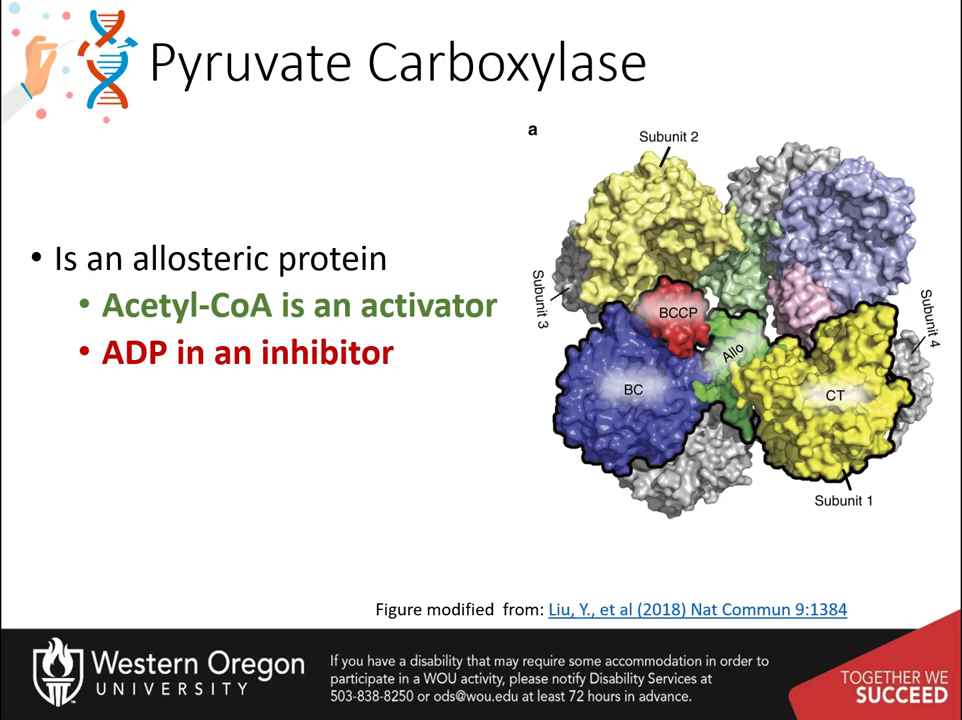 Pyruvate Carboxylase
a
Subunit 2
• Is an allosteric protein
• Acetyl-CoA is an activator
• ADP in an inhibitor
Subunit 3
Subunit 4
BCCP
Allo
BC
CT
Subunit 1
Figure modified from: Liu, Y., et al (2018) Nat Commun 9:1384
Western Oregon
UNIVERSITY
If you have a disability that may require some accommodation in order to
participate in a WOU activity, please notify Disability Services at
503-838-8250 or ods@wou.edu at least 72 hours in advance.
TOGETHER WE
SUCCEED